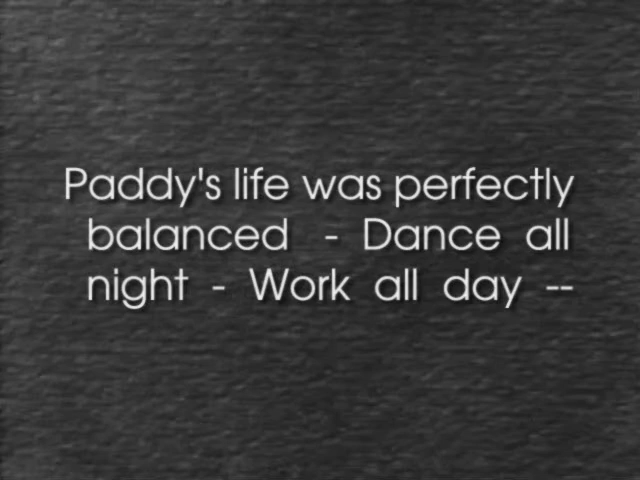 Paddy's life was perfectly
balanced - Dance all
night - Work all day --